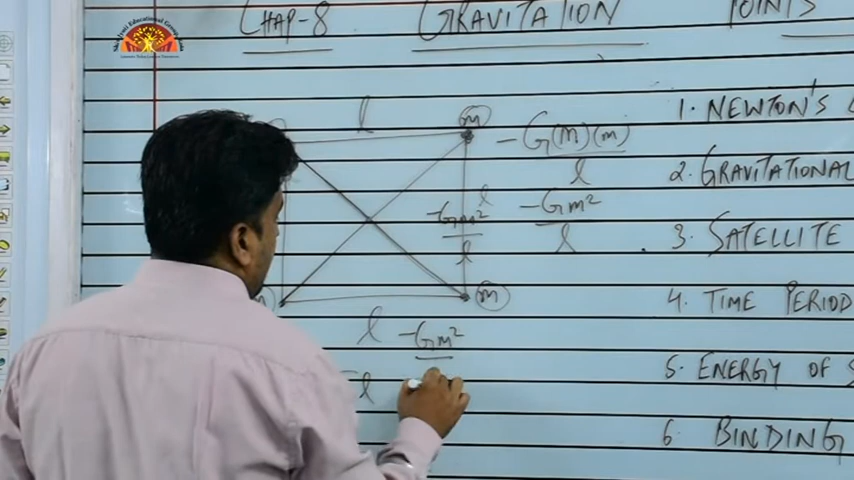 CHAP-8 GRAVITATION POINTS
l m -G(m)(m)
l
1. NEWTON'S
l -Gm²
-Gm² l
l
2. GRAVITATIONAL
3. SATELLITE
m m
4. TIME PERIOD
l -Gm²
l
5. ENERGY OF
6. BINDING